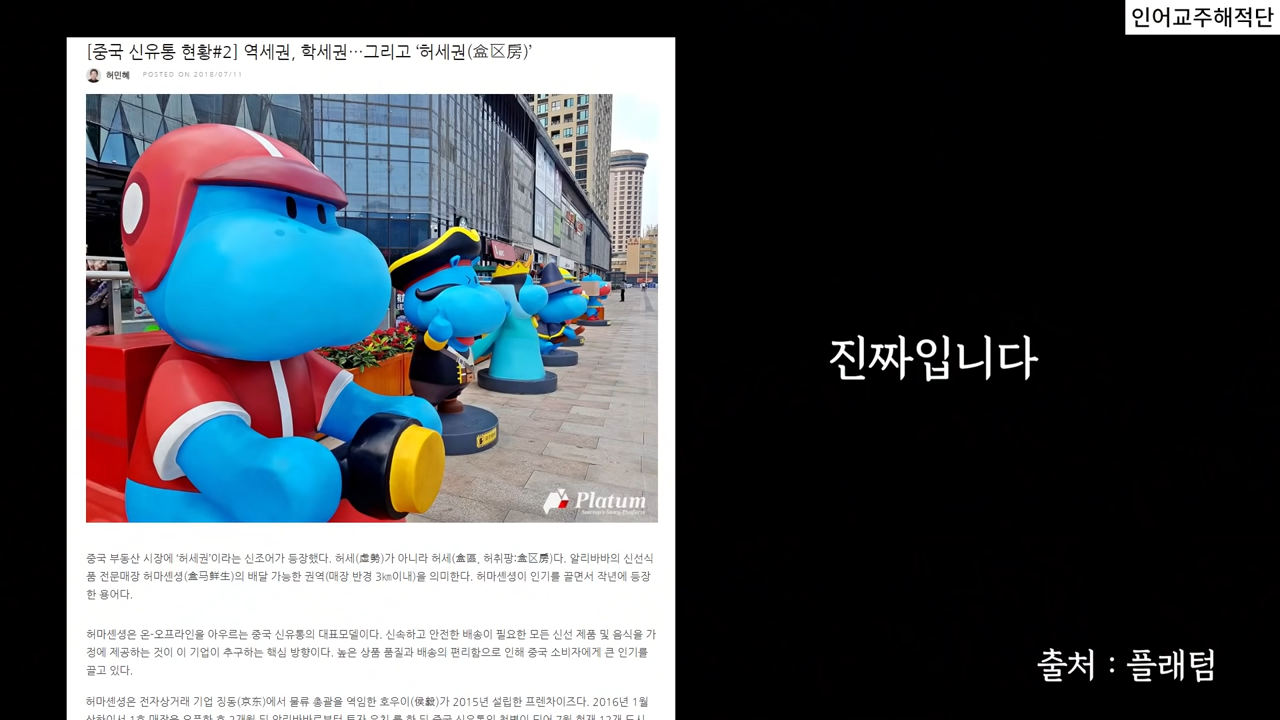 인어교주해적단
[중국 신유통 현황#2] 역세권, 학세권…그리고 ‘허세권(盒区房)’
허민혜 POSTED ON 2018/07/11
Platum
중국 부동산 시장에 ‘허세권’이라는 신조어가 등장했다. 허세(虛勢)가 아니라 허세(盒區, 허취팡:盒区房)다. 알리바바의 신선식
품 전문매장 허마센셩(盒马鲜生)의 배달 가능한 권역(매장 반경 3㎞이내)을 의미한다. 허마센셩이 인기를 끌면서 작년에 등장
한 용어다.
허마센셩은 온-오프라인을 아우르는 중국 신유통의 대표모델이다. 신속하고 안전한 배송이 필요한 모든 신선 제품 및 음식을 가
정에 제공하는 것이 이 기업이 추구하는 핵심 방향이다. 높은 상품 품질과 배송의 편리함으로 인해 중국 소비자에게 큰 인기를
끌고 있다.
허마센셩은 전자상거래 기업 징동(京东)에서 물류 총괄을 역임한 호우이(侯毅)가 2015년 설립한 프렌차이즈다. 2016년 1월
진짜입니다
출처 : 플래텀